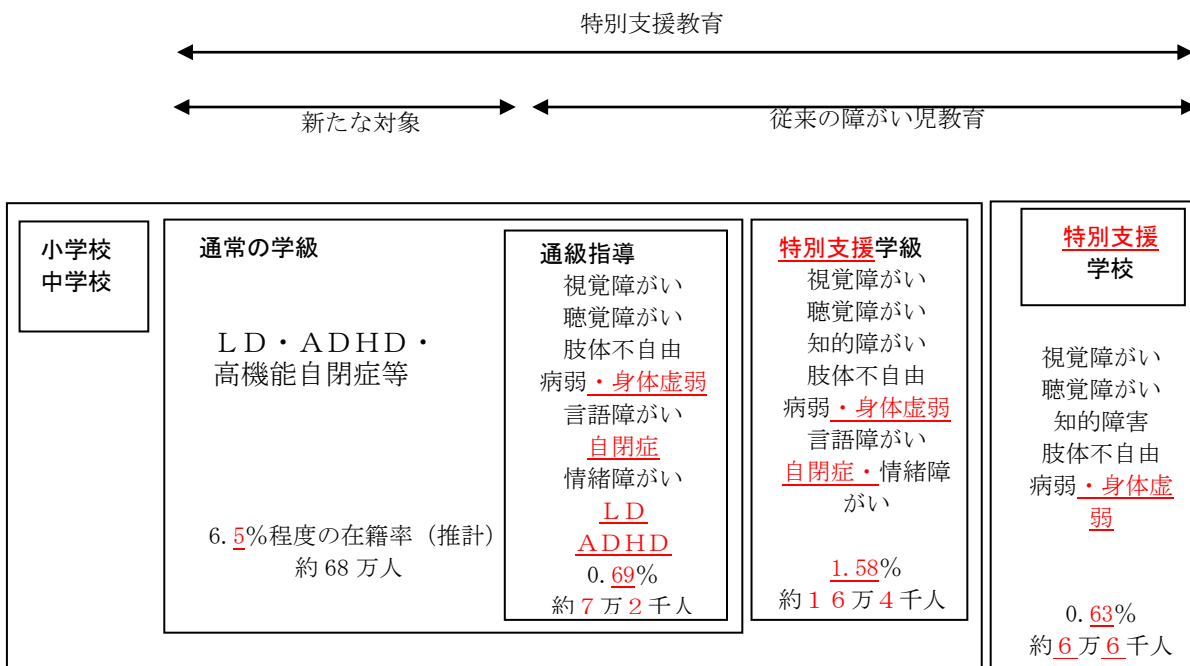 特別支援教育
新たな対象
従来の障がい児教育
小学校
中学校
通常の学級
ＬＤ・ＡＤＨＤ・
高機能自閉症等
6.5%程度の在籍率（推計）
約 68 万人
通級指導
視覚障がい
聴覚障がい
肢体不自由
病弱・身体虚弱
言語障がい
自閉症
情緒障がい
ＬＤ
ＡＤＨＤ
0.69%
約７万２千人
特別支援学級
視覚障がい
聴覚障がい
知的障がい
肢体不自由
病弱・身体虚弱
言語障がい
自閉症・情緒障
がい
1.58%
約１６万４千人
特別支援
学校
視覚障がい
聴覚障がい
知的障害
肢体不自由
病弱・身体虚
弱
0.63%
約６万６千人